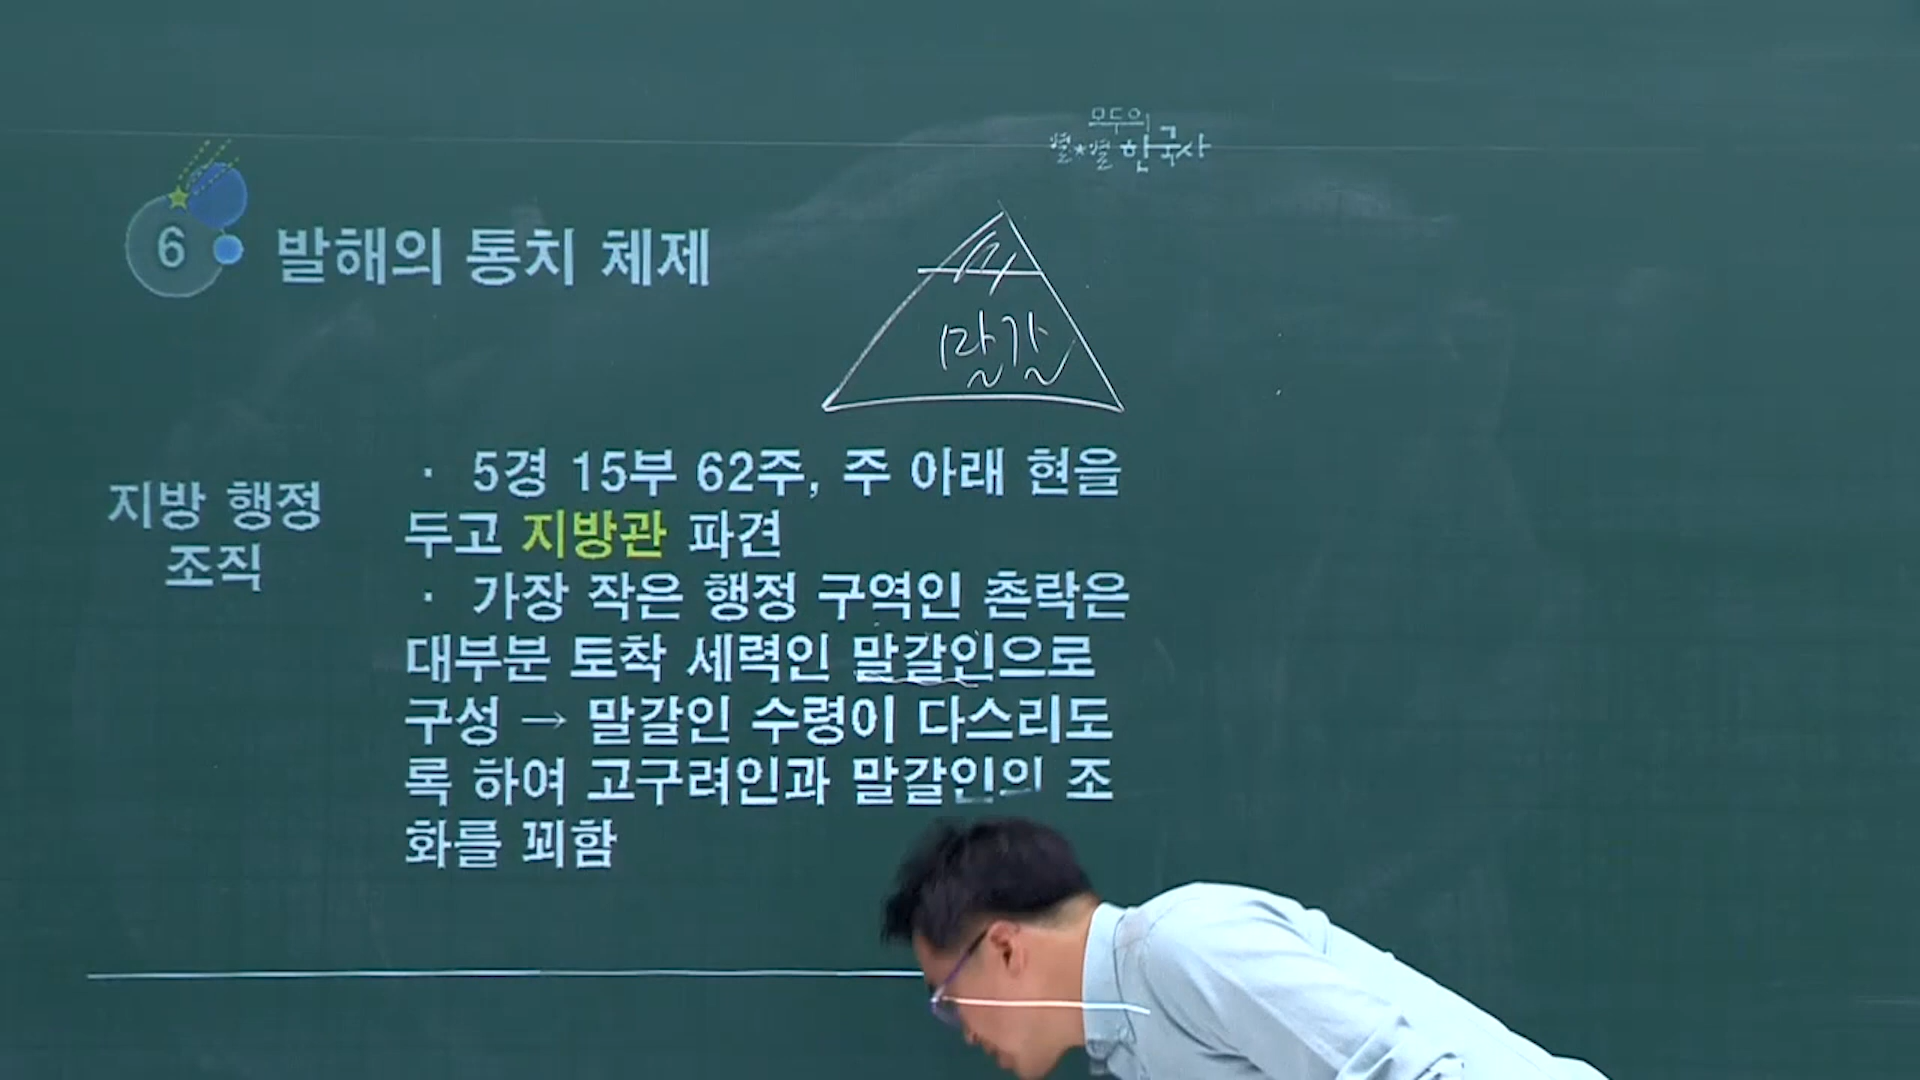 모두의
별★별 한국사
6 발해의 통치 체제
말갈
지방 행정
조직
· 5경 15부 62주, 주 아래 현을
두고 지방관 파견
· 가장 작은 행정 구역인 촌락은
대부분 토착 세력인 말갈인으로
구성 → 말갈인 수령이 다스리도
록 하여 고구려인과 말갈인의 조
화를 꾀함